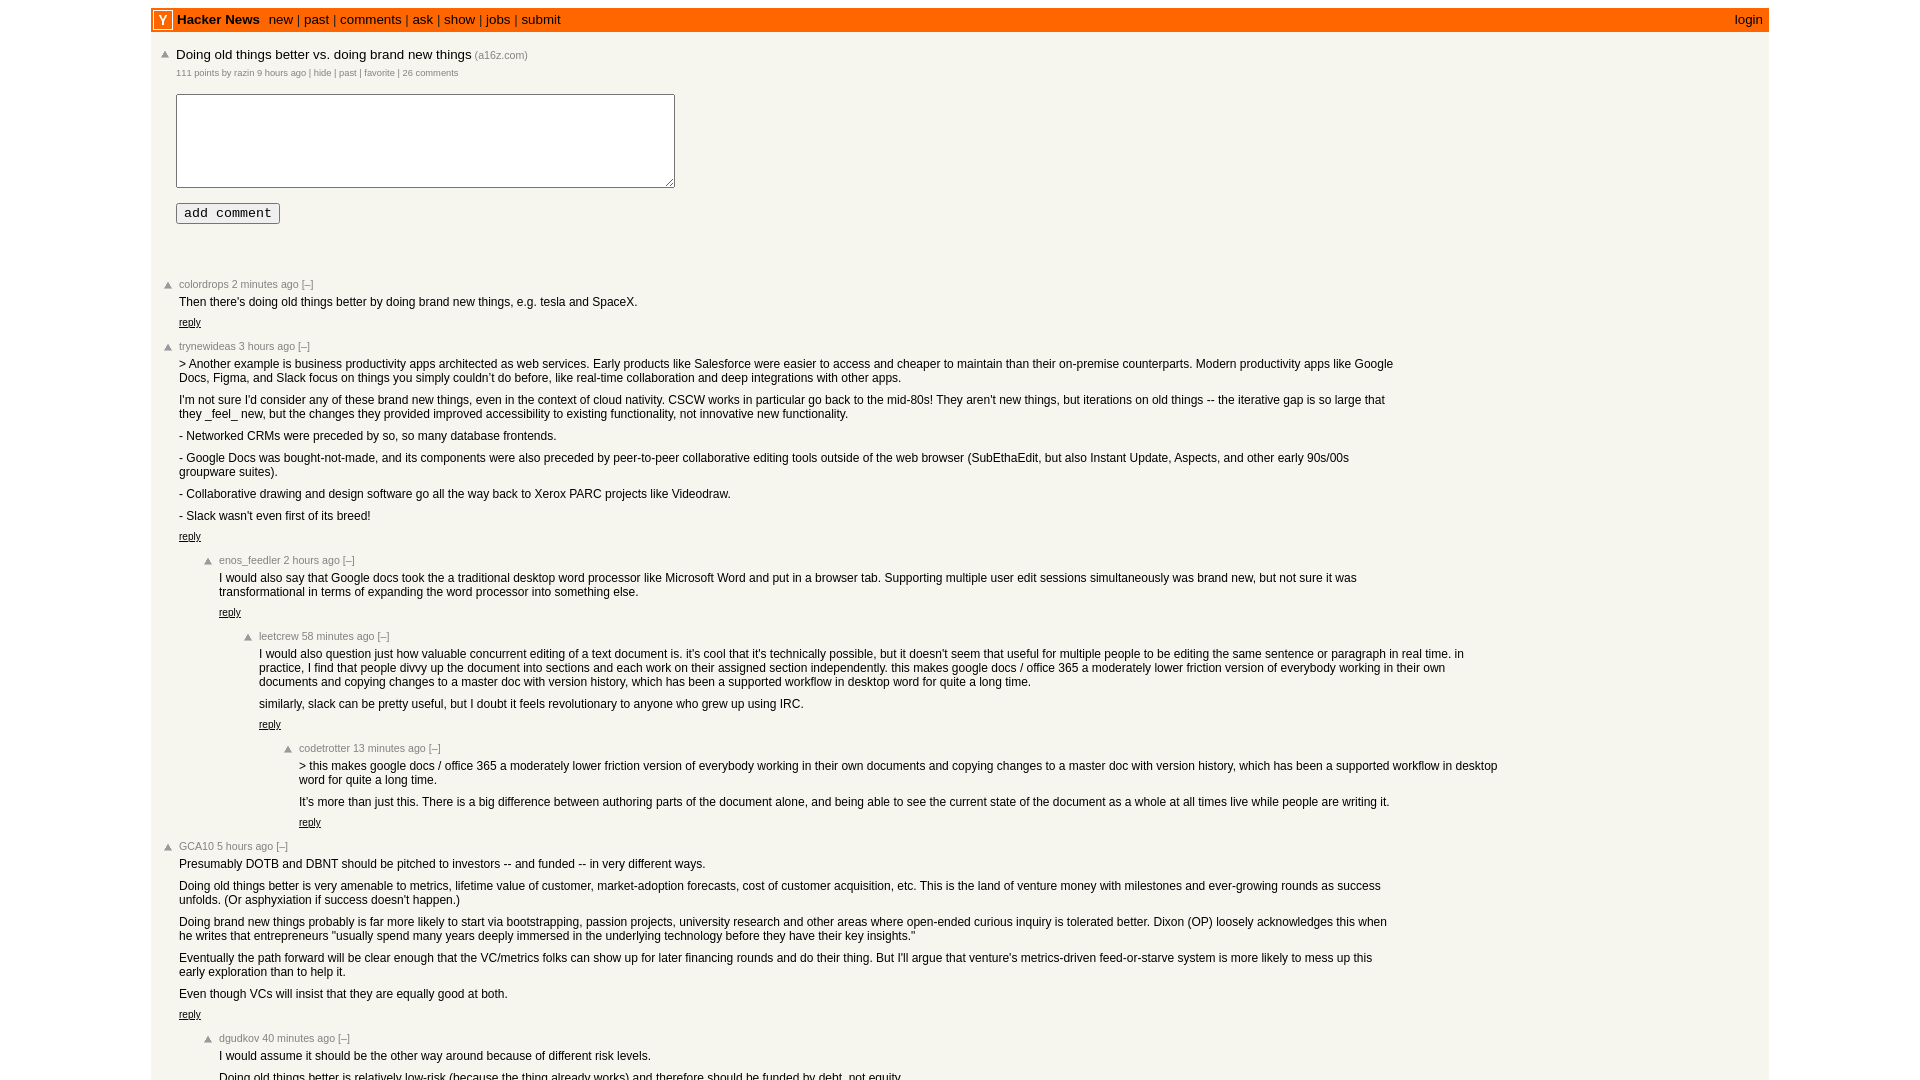 Y Hacker News new | past | comments | ask | show | jobs | submit login
Doing old things better vs. doing brand new things (a16z.com)
111 points by razin 9 hours ago | hide | past | favorite | 26 comments
add comment
colordrops 2 minutes ago [–]
Then there's doing old things better by doing brand new things, e.g. tesla and SpaceX.
reply
trynewideas 3 hours ago [–]
> Another example is business productivity apps architected as web services. Early products like Salesforce were easier to access and cheaper to maintain than their on-premise counterparts. Modern productivity apps like Google
Docs, Figma, and Slack focus on things you simply couldn’t do before, like real-time collaboration and deep integrations with other apps.
I'm not sure I'd consider any of these brand new things, even in the context of cloud nativity. CSCW works in particular go back to the mid-80s! They aren't new things, but iterations on old things -- the iterative gap is so large that
they _feel_ new, but the changes they provided improved accessibility to existing functionality, not innovative new functionality.
- Networked CRMs were preceded by so, so many database frontends.
- Google Docs was bought-not-made, and its components were also preceded by peer-to-peer collaborative editing tools outside of the web browser (SubEthaEdit, but also Instant Update, Aspects, and other early 90s/00s
groupware suites).
- Collaborative drawing and design software go all the way back to Xerox PARC projects like Videodraw.
- Slack wasn't even first of its breed!
reply
enos_feedler 2 hours ago [–]
I would also say that Google docs took the a traditional desktop word processor like Microsoft Word and put in a browser tab. Supporting multiple user edit sessions simultaneously was brand new, but not sure it was
transformational in terms of expanding the word processor into something else.
reply
leetcrew 58 minutes ago [–]
I would also question just how valuable concurrent editing of a text document is. it's cool that it's technically possible, but it doesn't seem that useful for multiple people to be editing the same sentence or paragraph in real time. in
practice, I find that people divvy up the document into sections and each work on their assigned section independently. this makes google docs / office 365 a moderately lower friction version of everybody working in their own
documents and copying changes to a master doc with version history, which has been a supported workflow in desktop word for quite a long time.
similarly, slack can be pretty useful, but I doubt it feels revolutionary to anyone who grew up using IRC.
reply
codetrotter 13 minutes ago [–]
> this makes google docs / office 365 a moderately lower friction version of everybody working in their own documents and copying changes to a master doc with version history, which has been a supported workflow in desktop
word for quite a long time.
It’s more than just this. There is a big difference between authoring parts of the document alone, and being able to see the current state of the document as a whole at all times live while people are writing it.
reply
GCA10 5 hours ago [–]
Presumably DOTB and DBNT should be pitched to investors -- and funded -- in very different ways.
Doing old things better is very amenable to metrics, lifetime value of customer, market-adoption forecasts, cost of customer acquisition, etc. This is the land of venture money with milestones and ever-growing rounds as success
unfolds. (Or asphyxiation if success doesn't happen.)
Doing brand new things probably is far more likely to start via bootstrapping, passion projects, university research and other areas where open-ended curious inquiry is tolerated better. Dixon (OP) loosely acknowledges this when
he writes that entrepreneurs "usually spend many years deeply immersed in the underlying technology before they have their key insights."
Eventually the path forward will be clear enough that the VC/metrics folks can show up for later financing rounds and do their thing. But I'll argue that venture's metrics-driven feed-or-starve system is more likely to mess up this
early exploration than to help it.
Even though VCs will insist that they are equally good at both.
reply
dgudkov 40 minutes ago [–]
I would assume it should be the other way around because of different risk levels.
Doing old things better is relatively low-risk (because the thing already works) and therefore should be funded by debt, not equity.